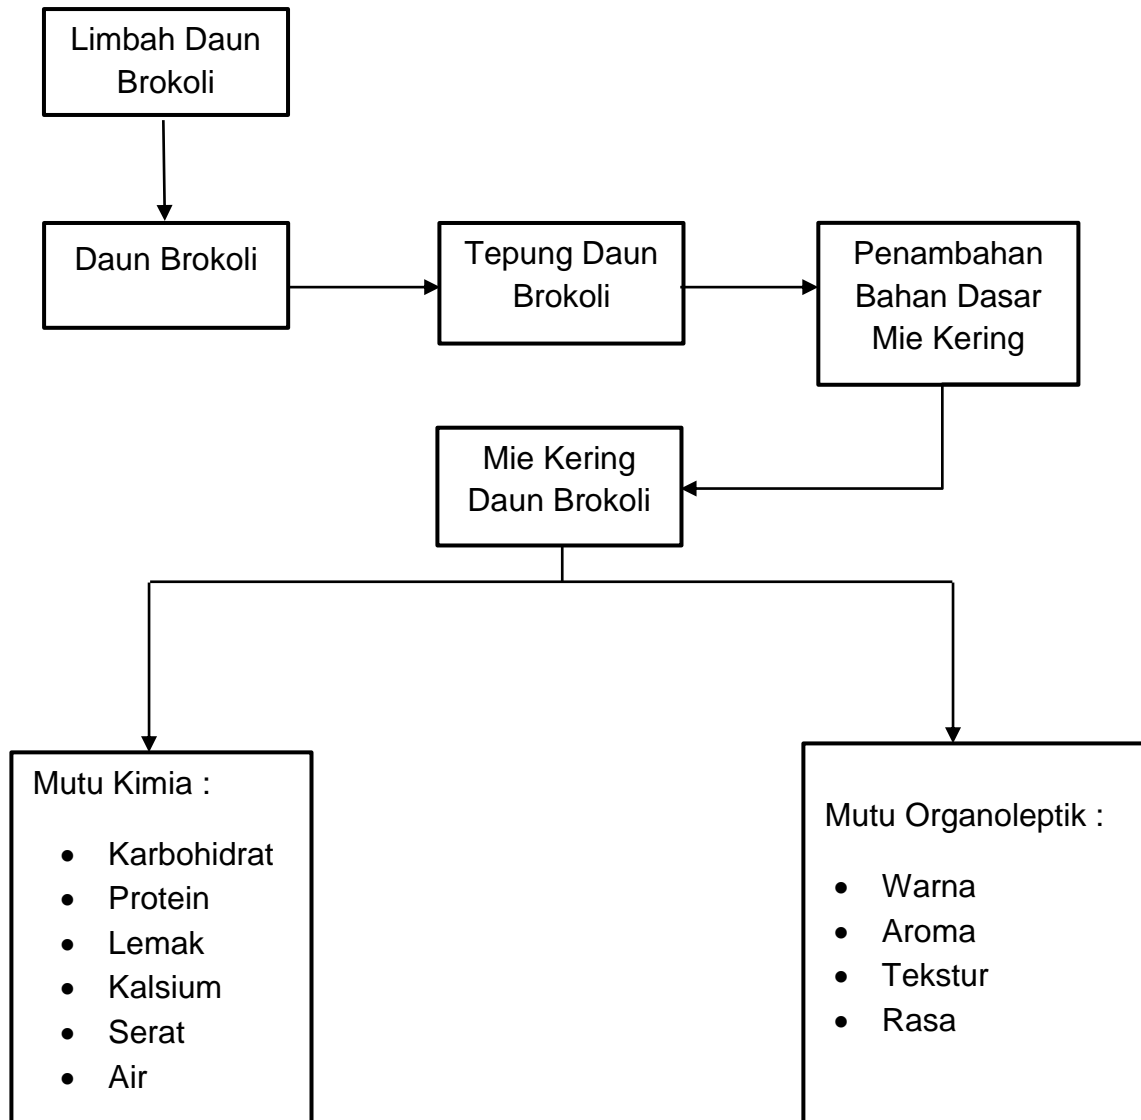 Limbah Daun
Brokoli
Daun Brokoli
Tepung Daun
Brokoli
Penambahan
Bahan Dasar
Mie Kering
Mie Kering
Daun Brokoli
Mutu Kimia :
• Karbohidrat
• Protein
• Lemak
• Kalsium
• Serat
• Air
Mutu Organoleptik :
• Warna
• Aroma
• Tekstur
• Rasa